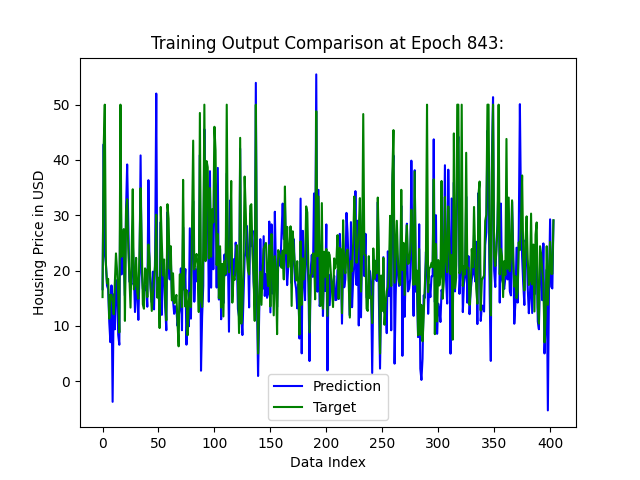 Training Output Comparison at Epoch 843:
Housing Price in USD
50
40
30
20
10
0
Prediction
Target
0 50 100 150 200 250 300 350 400
Data Index